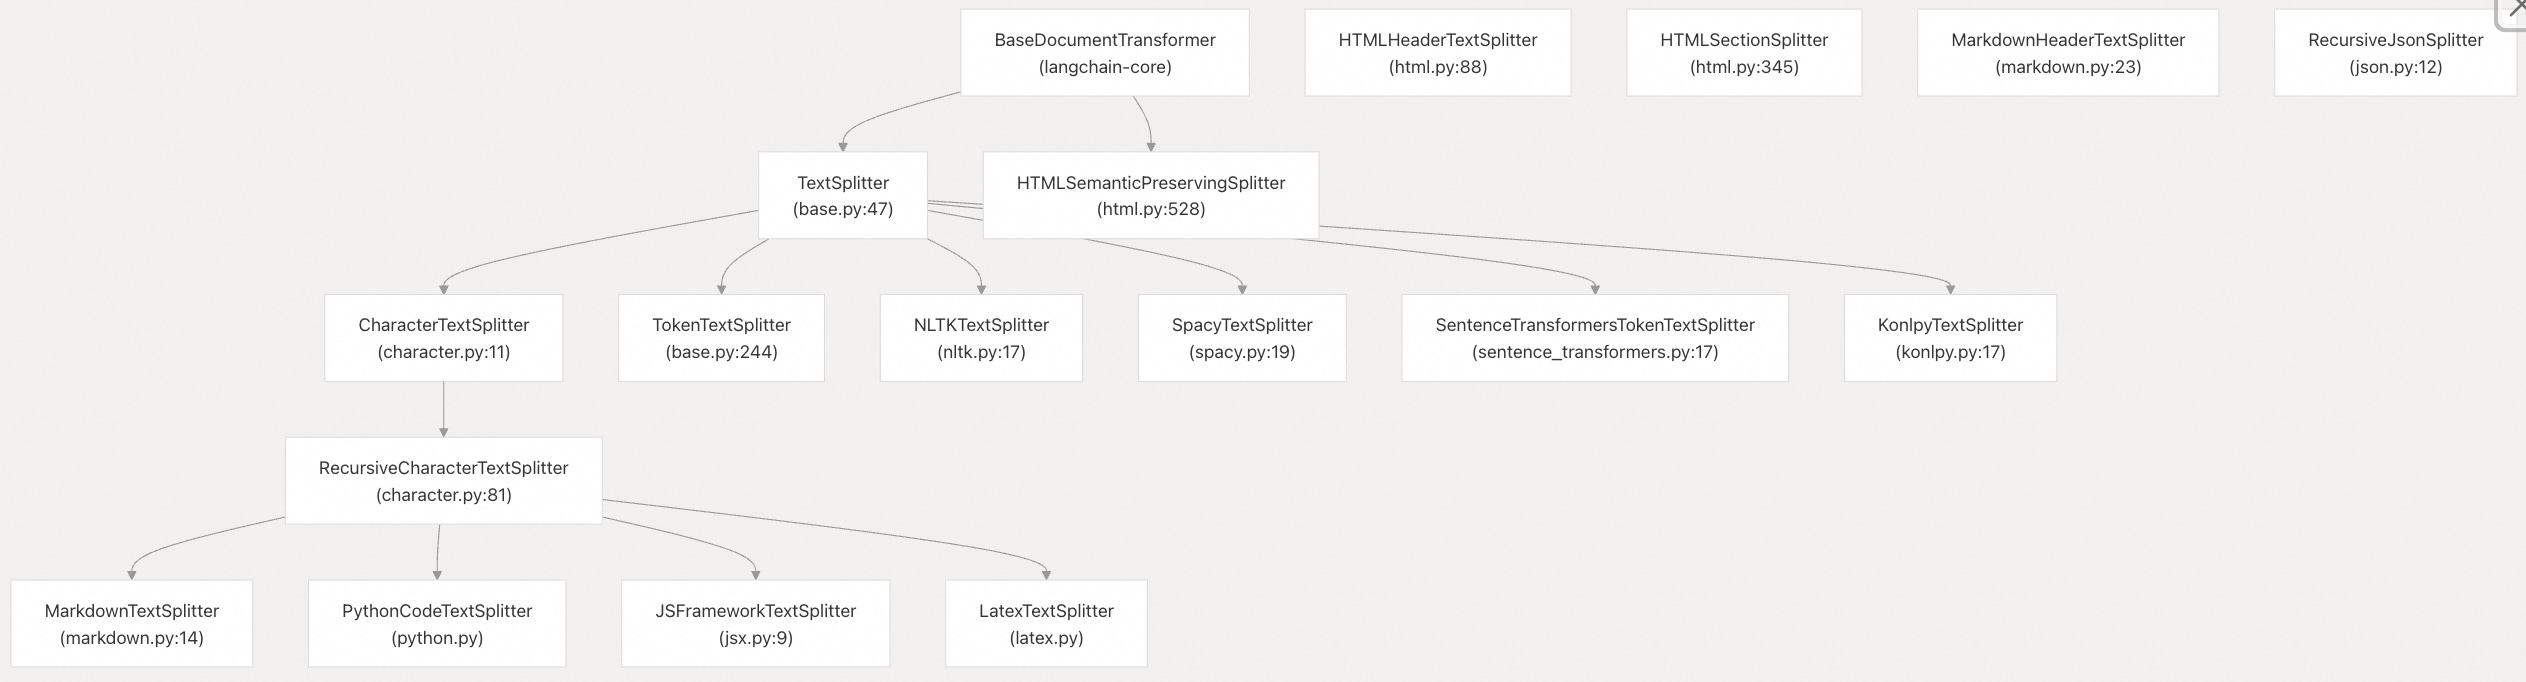 BaseDocumentTransformer
(langchain-core)
HTMLHeaderTextSplitter
(html.py:88)
HTMLSectionSplitter
(html.py:345)
MarkdownHeaderTextSplitter
(markdown.py:23)
RecursiveJsonSplitter
(json.py:12)
TextSplitter
(base.py:47)
HTMLSemanticPreservingSplitter
(html.py:528)
CharacterTextSplitter
(character.py:11)
TokenTextSplitter
(base.py:244)
NLTKTextSplitter
(nltk.py:17)
SpacyTextSplitter
(spacy.py:19)
SentenceTransformersTokenTextSplitter
(sentence_transformers.py:17)
KonlpyTextSplitter
(konlpy.py:17)
RecursiveCharacterTextSplitter
(character.py:81)
MarkdownTextSplitter
(markdown.py:14)
PythonCodeTextSplitter
(python.py)
JSFrameworkTextSplitter
(jsx.py:9)
LatexTextSplitter
(latex.py)